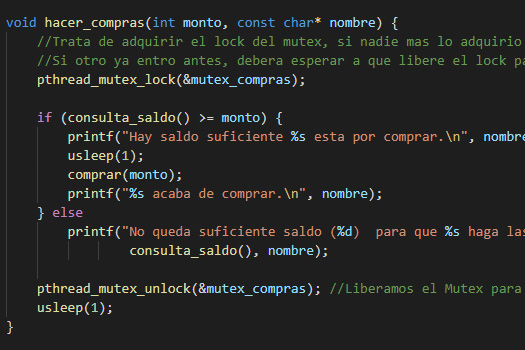 void hacer_compras(int monto, const char* nombre) {
//Trata de adquirir el lock del mutex, si nadie mas lo adquirio
//Si otro ya entro antes, debera esperar a que libere el lock
pthread_mutex_lock(&mutex_compras);
if (consulta_saldo() >= monto) {
printf("Hay saldo suficiente %s esta por comprar.\n", nombre
usleep(1);
comprar(monto);
printf("%s acaba de comprar.\n", nombre);
} else
printf("No queda suficiente saldo (%d)  para que %s haga las
consulta_saldo(), nombre);
pthread_mutex_unlock(&mutex_compras); //Liberamos el Mutex para
usleep(1);
}